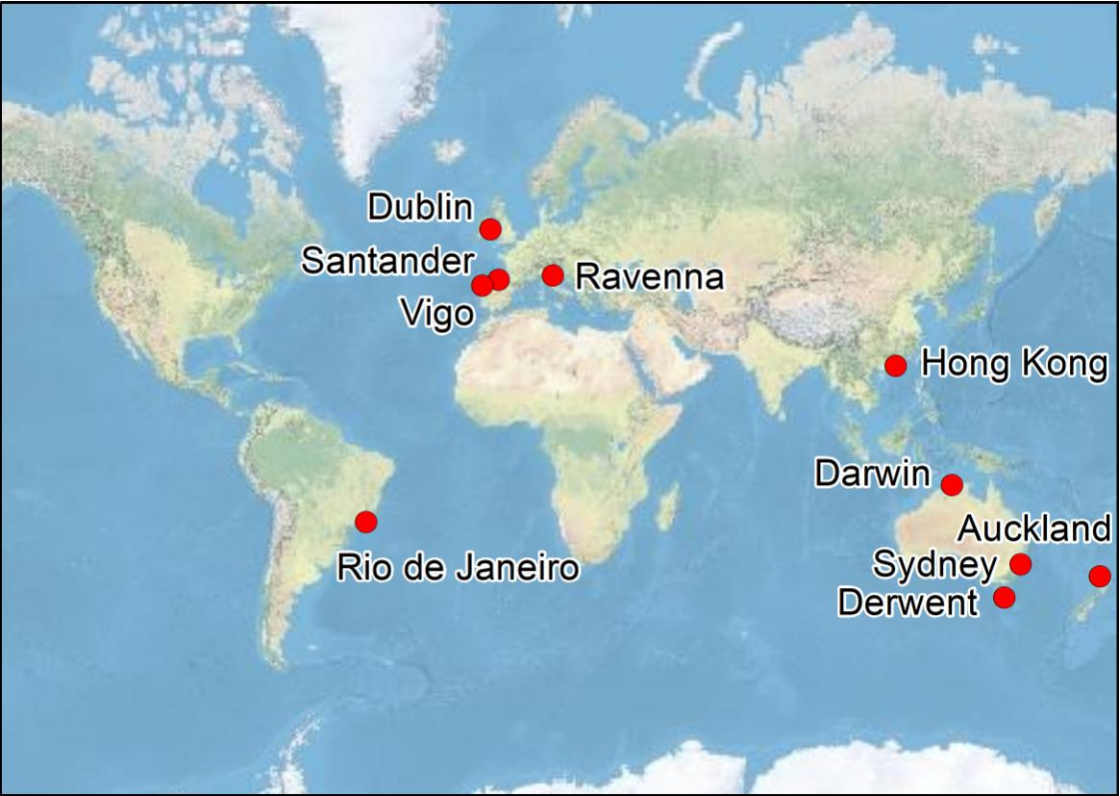 Dublin
Santander
Ravenna
Vigo
Hong Kong
Darwin
Auckland
Sydney
Rio de Janeiro
Derwent